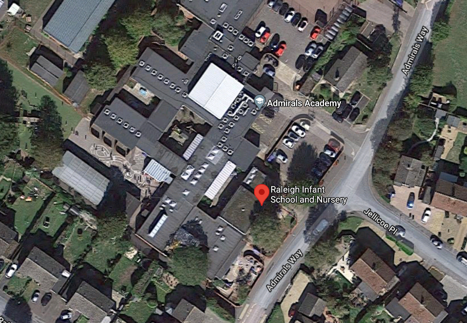 Admirals Way
Admirals Academy
Raleigh Infant
School and Nursery
Jellicoe Pl
Admirals Way